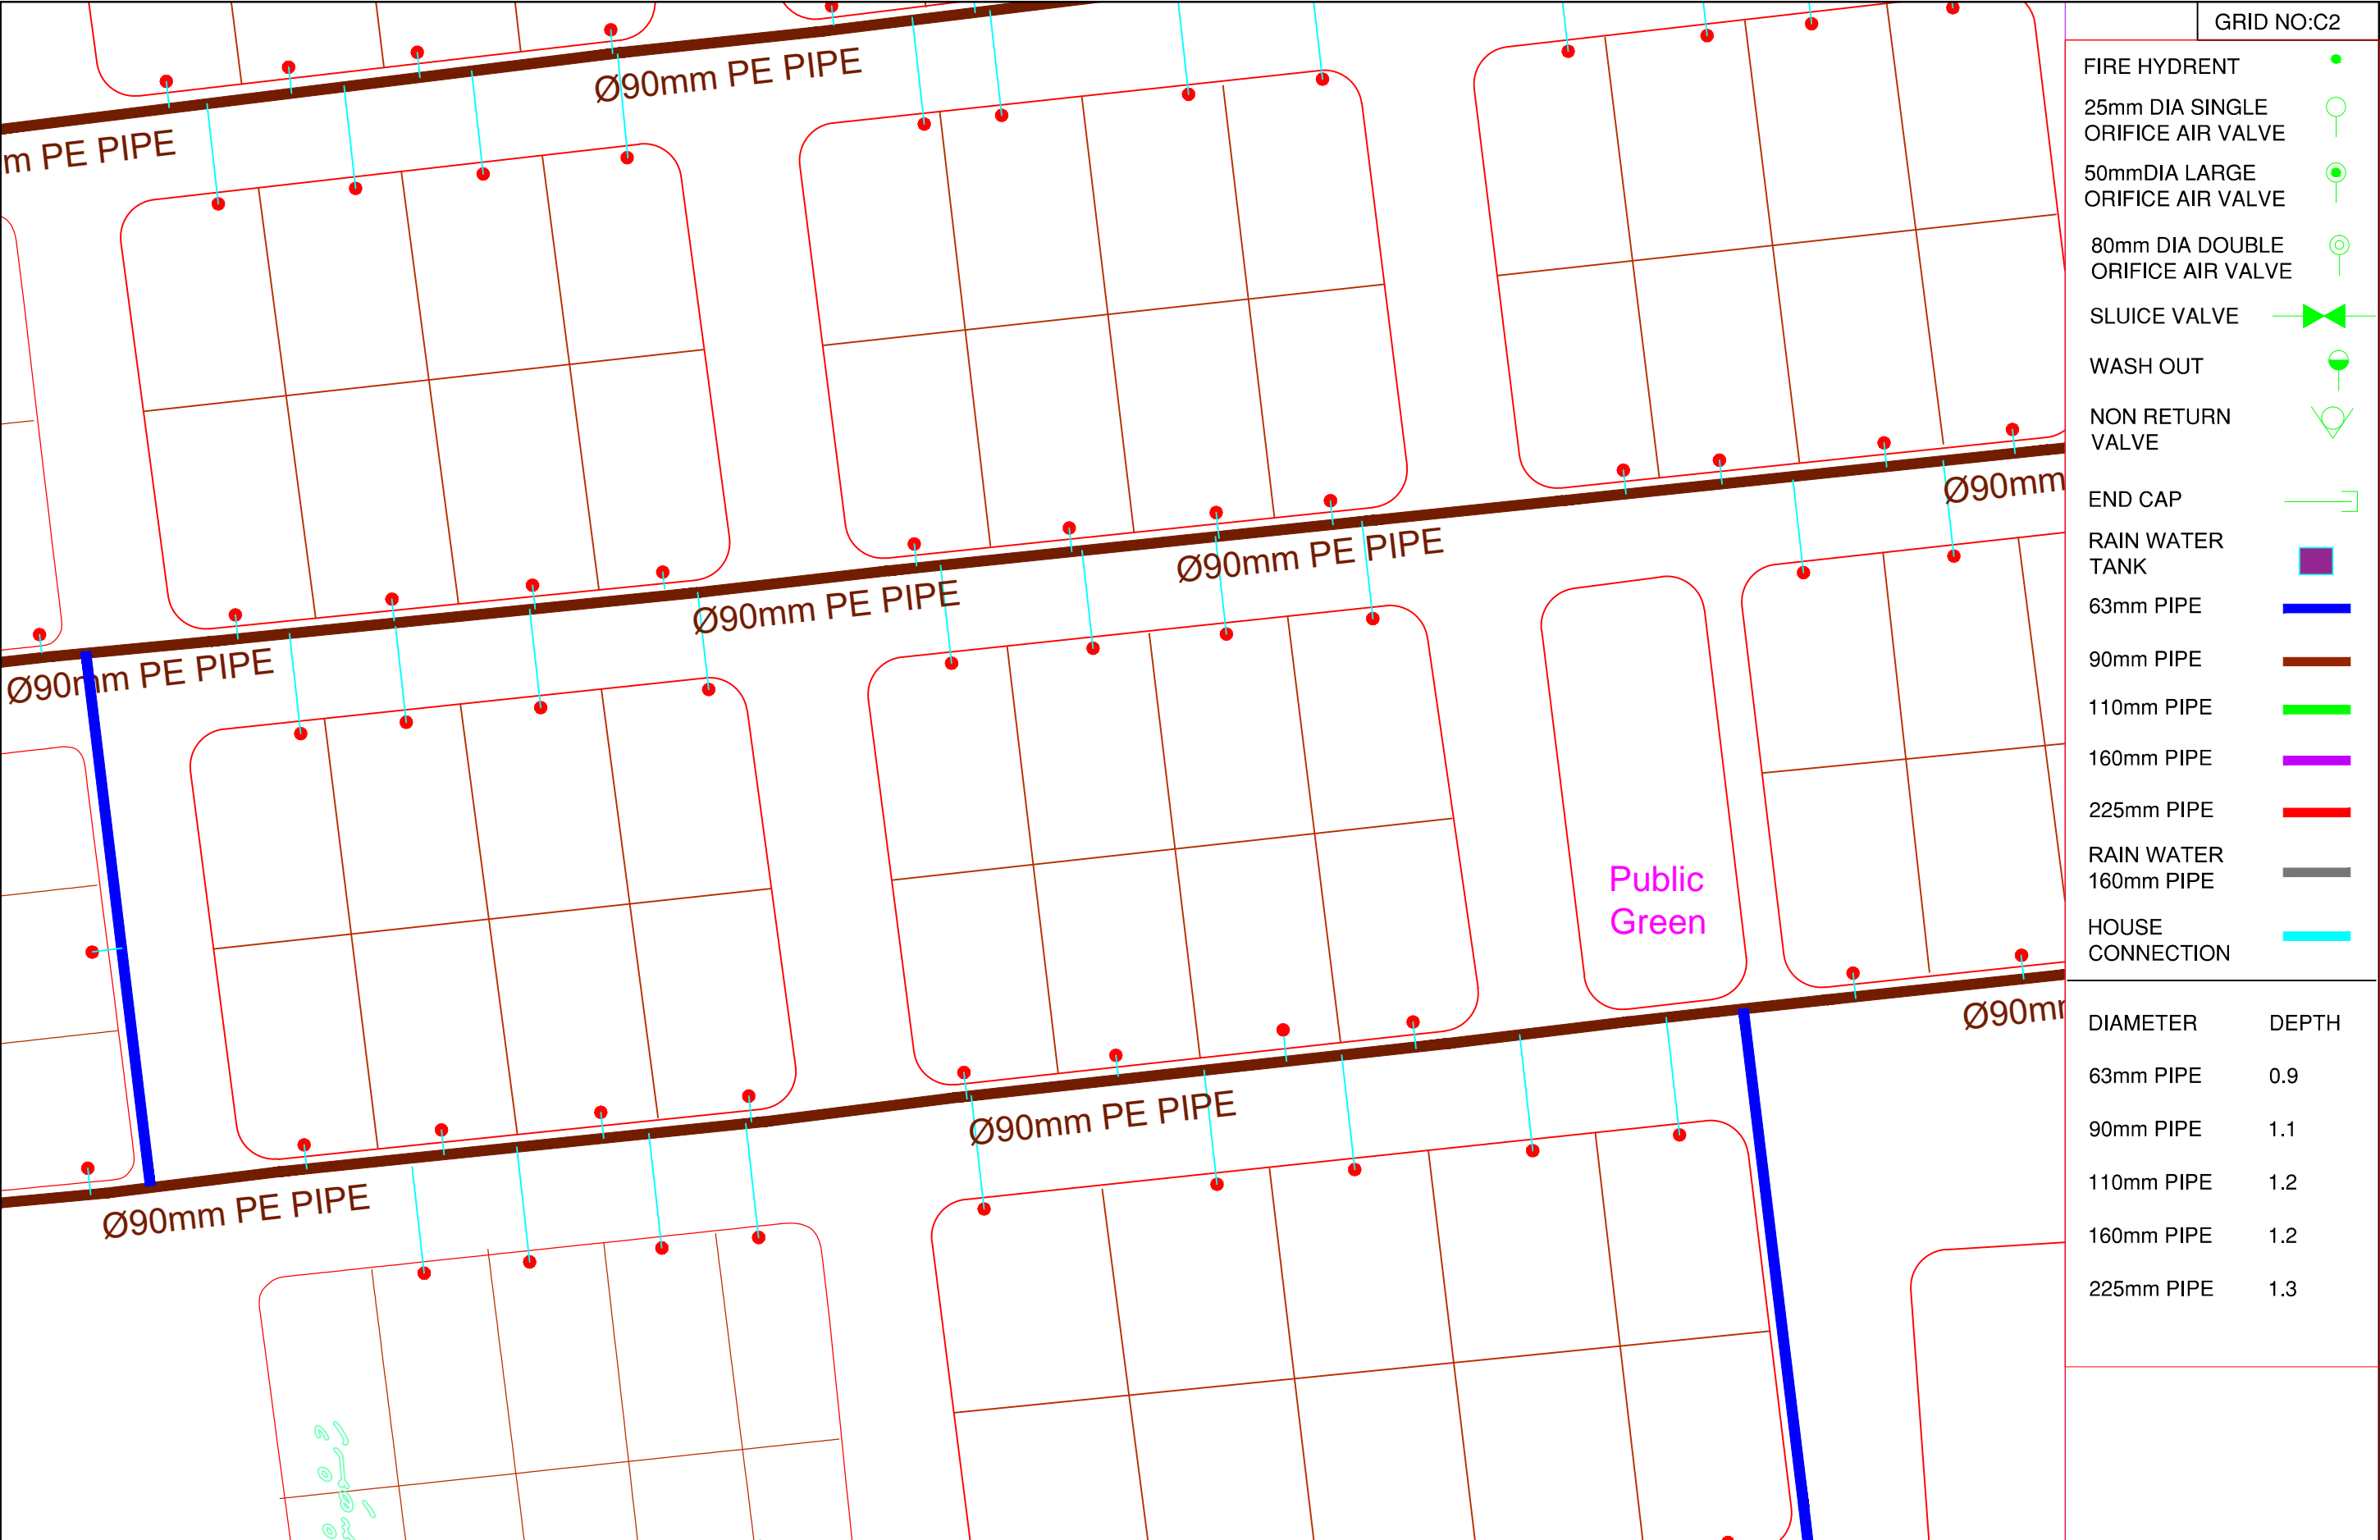 GRID NO:C2
FIRE HYDRENT
25mm DIA SINGLE
ORIFICE AIR VALVE
50mmDIA LARGE
ORIFICE AIR VALVE
80mm DIA DOUBLE
ORIFICE AIR VALVE
SLUICE VALVE
WASH OUT
NON RETURN
VALVE
END CAP
RAIN WATER
TANK
63mm PIPE
90mm PIPE
110mm PIPE
160mm PIPE
225mm PIPE
RAIN WATER
160mm PIPE
HOUSE
CONNECTION
DIAMETER DEPTH
63mm PIPE 0.9
90mm PIPE 1.1
110mm PIPE 1.2
160mm PIPE 1.2
225mm PIPE 1.3
Ø90mm PE PIPE
m PE PIPE
Ø90mm
Ø90mm PE PIPE
Ø90mm PE PIPE
Ø90mm PE PIPE
Public
Green
Ø90m
Ø90mm PE PIPE
Ø90mm PE PIPE